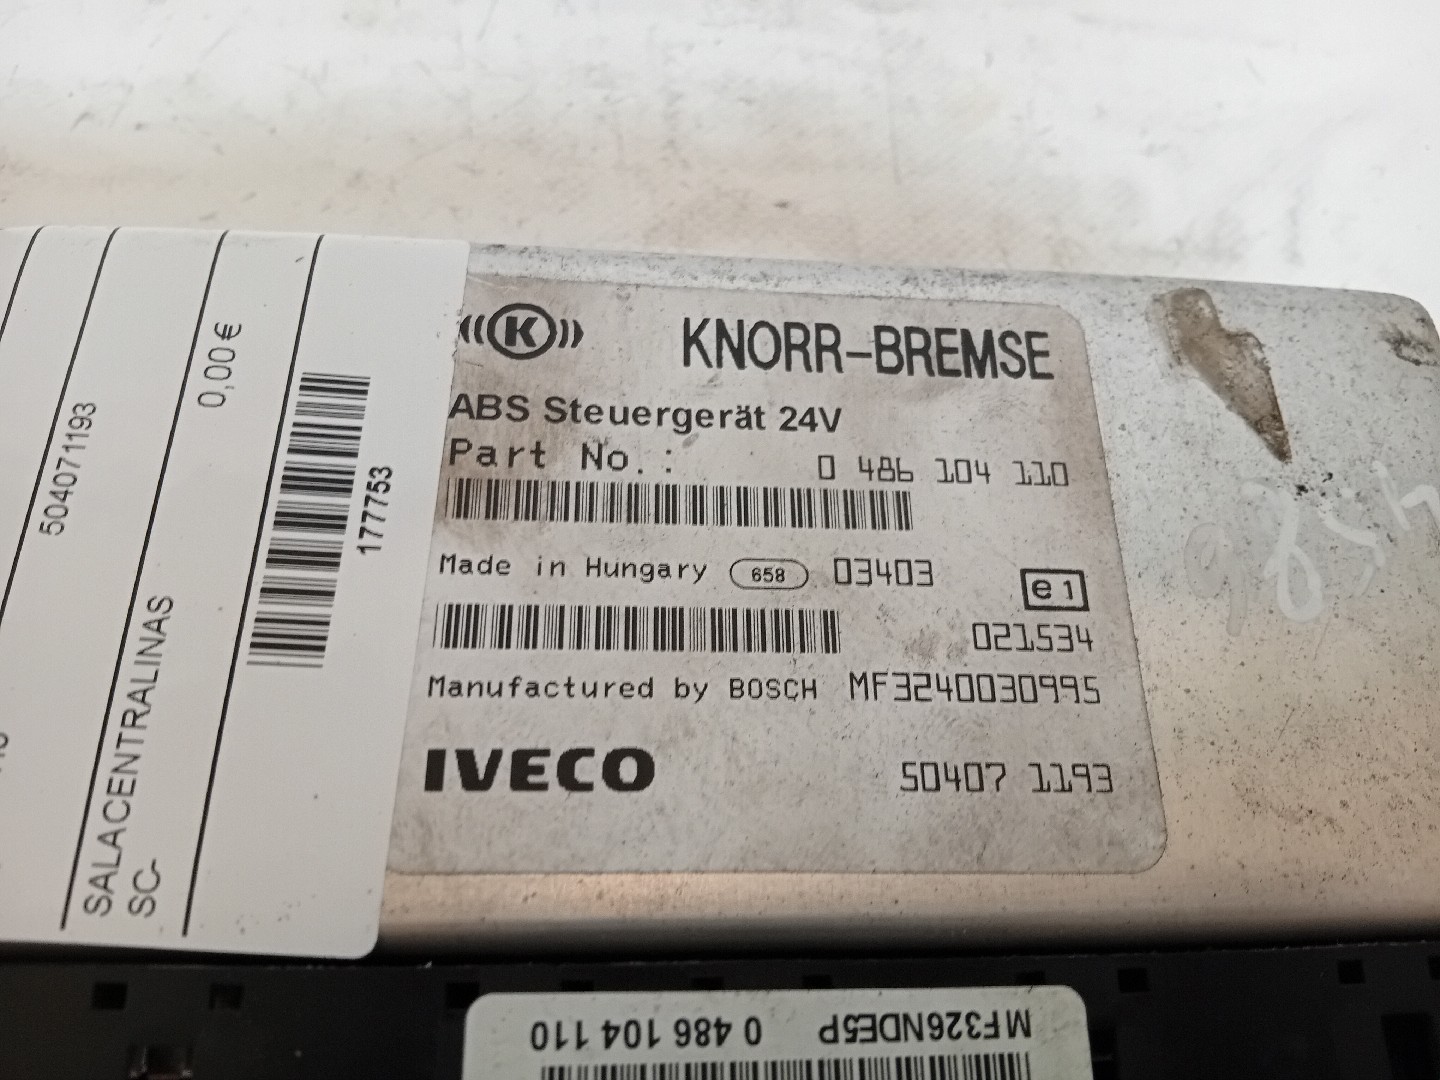 504071193
SALACENTRALINAS
SC-
0,00€
177753
K
KNORR-BREMSE
ABS Steuergerät 24V
Part No.: 0 486 104 110
Made in Hungary 658 03403
e1
021534
Manufactured by BOSCH MF3240030995
IVECO 50407 1193
MF326NDE5P 0 486 104 110